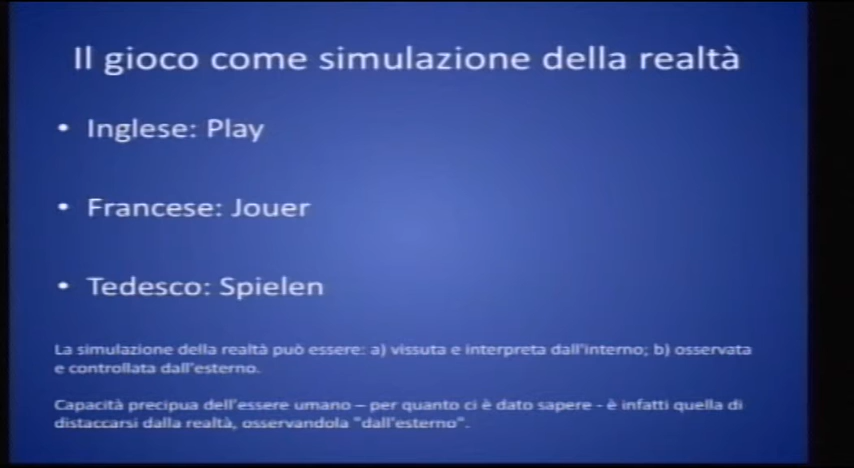 Il gioco come simulazione della realtà
• Inglese: Play
• Francese: Jouer
• Tedesco: Spielen
La simulazione della realtà può essere: a) vissuta e interpreta dall'interno; b) osservata
e controllata dall'esterno.
Capacità precipua dell'essere umano – per quanto ci è dato sapere - è infatti quella di
distaccarsi dalla realtà, osservandola "dall'esterno".